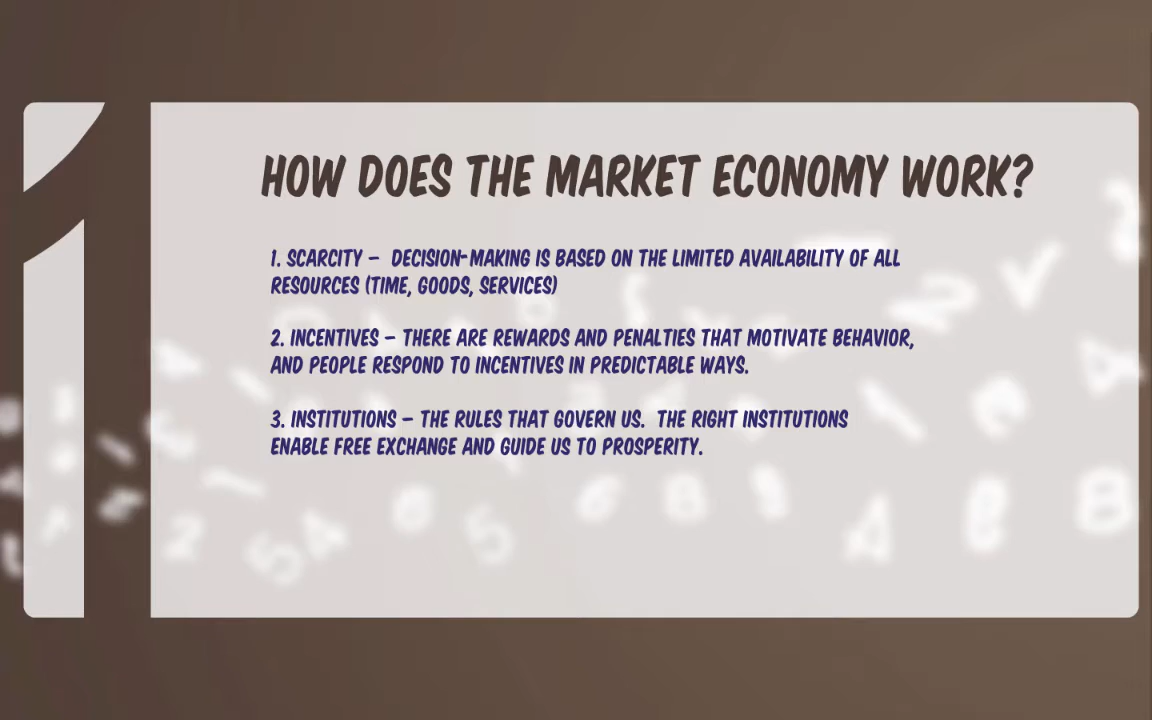 1
HOW DOES THE MARKET ECONOMY WORK?
1. SCARCITY – DECISION-MAKING IS BASED ON THE LIMITED AVAILABILITY OF ALL
RESOURCES (TIME, GOODS, SERVICES)
2. INCENTIVES – THERE ARE REWARDS AND PENALTIES THAT MOTIVATE BEHAVIOR,
AND PEOPLE RESPOND TO INCENTIVES IN PREDICTABLE WAYS.
3. INSTITUTIONS – THE RULES THAT GOVERN US. THE RIGHT INSTITUTIONS
ENABLE FREE EXCHANGE AND GUIDE US TO PROSPERITY.